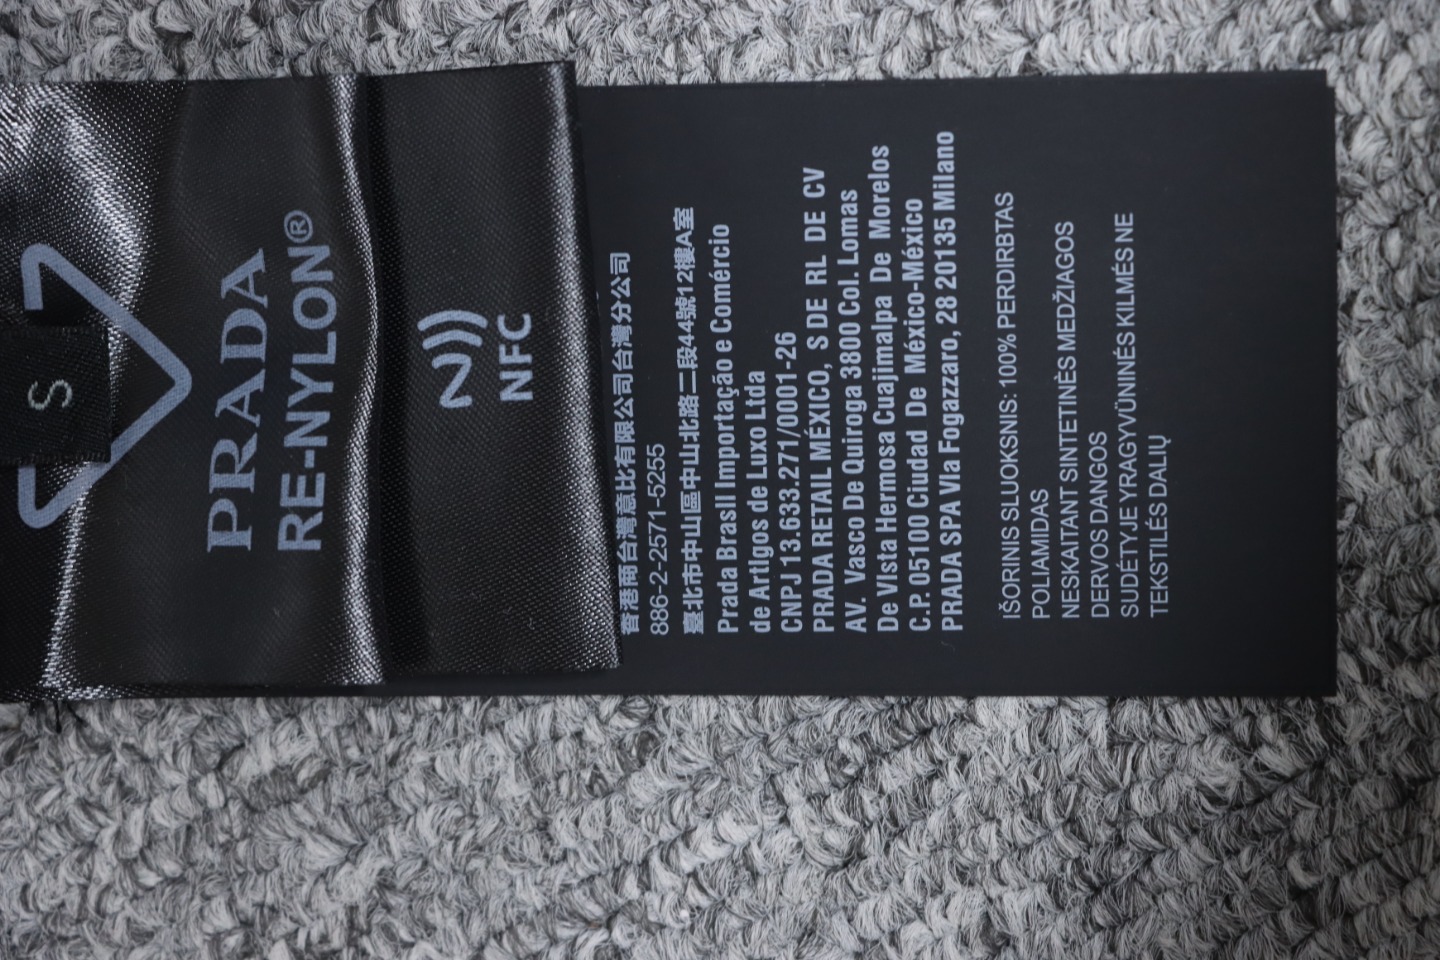 S
PRADA
RE-NYLON®
NFC
香港商台灣意比有限公司台灣分公司
886-2-2571-5255
臺北市中山區中山北路二段44號12樓A室
Prada Brasil Importação e Comércio
de Artigos de Luxo Ltda
CNPJ 13.633.271/0001-26
PRADA RETAIL MÉXICO, S DE RL DE CV
AV. Vasco De Quiroga 3800 Col. Lomas
De Vista Hermosa Cuajimalpa De Morelos
C.P. 05100 Ciudad De México-México
PRADA SPA Via Fogazzaro, 28 20135 Milano
IŠORINIS SLUOKSNIS: 100% PERDIRBTAS
POLIAMIDAS
NESKAITANT SINTETINĖS MEDŽIAGOS
DERVOS DANGOS
SUDĖTYJE YRAGYVŪNINĖS KILMĖS NE
TEKSTILĖS DALIŲ